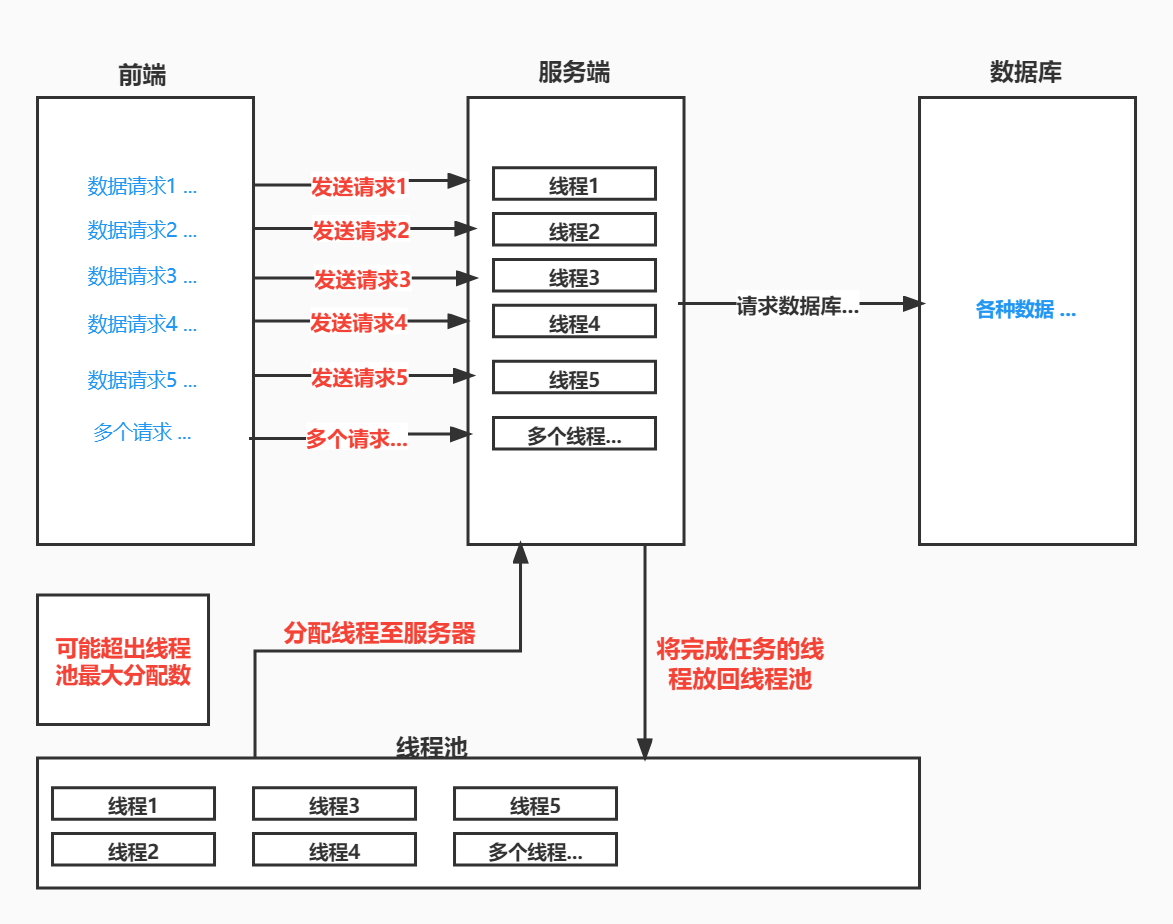 前端
服务端
数据库
数据请求1 ...
发送请求1
线程1
数据请求2 ...
发送请求2
线程2
数据请求3 ...
发送请求3
线程3
数据请求4 ...
发送请求4
线程4
请求数据库...
各种数据 ...
数据请求5 ...
发送请求5
线程5
多个请求 ...
多个请求...
多个线程...
可能超出线程
池最大分配数
分配线程至服务器
将完成任务的线
程放回线程池
线程池
线程1
线程3
线程5
线程2
线程4
多个线程...